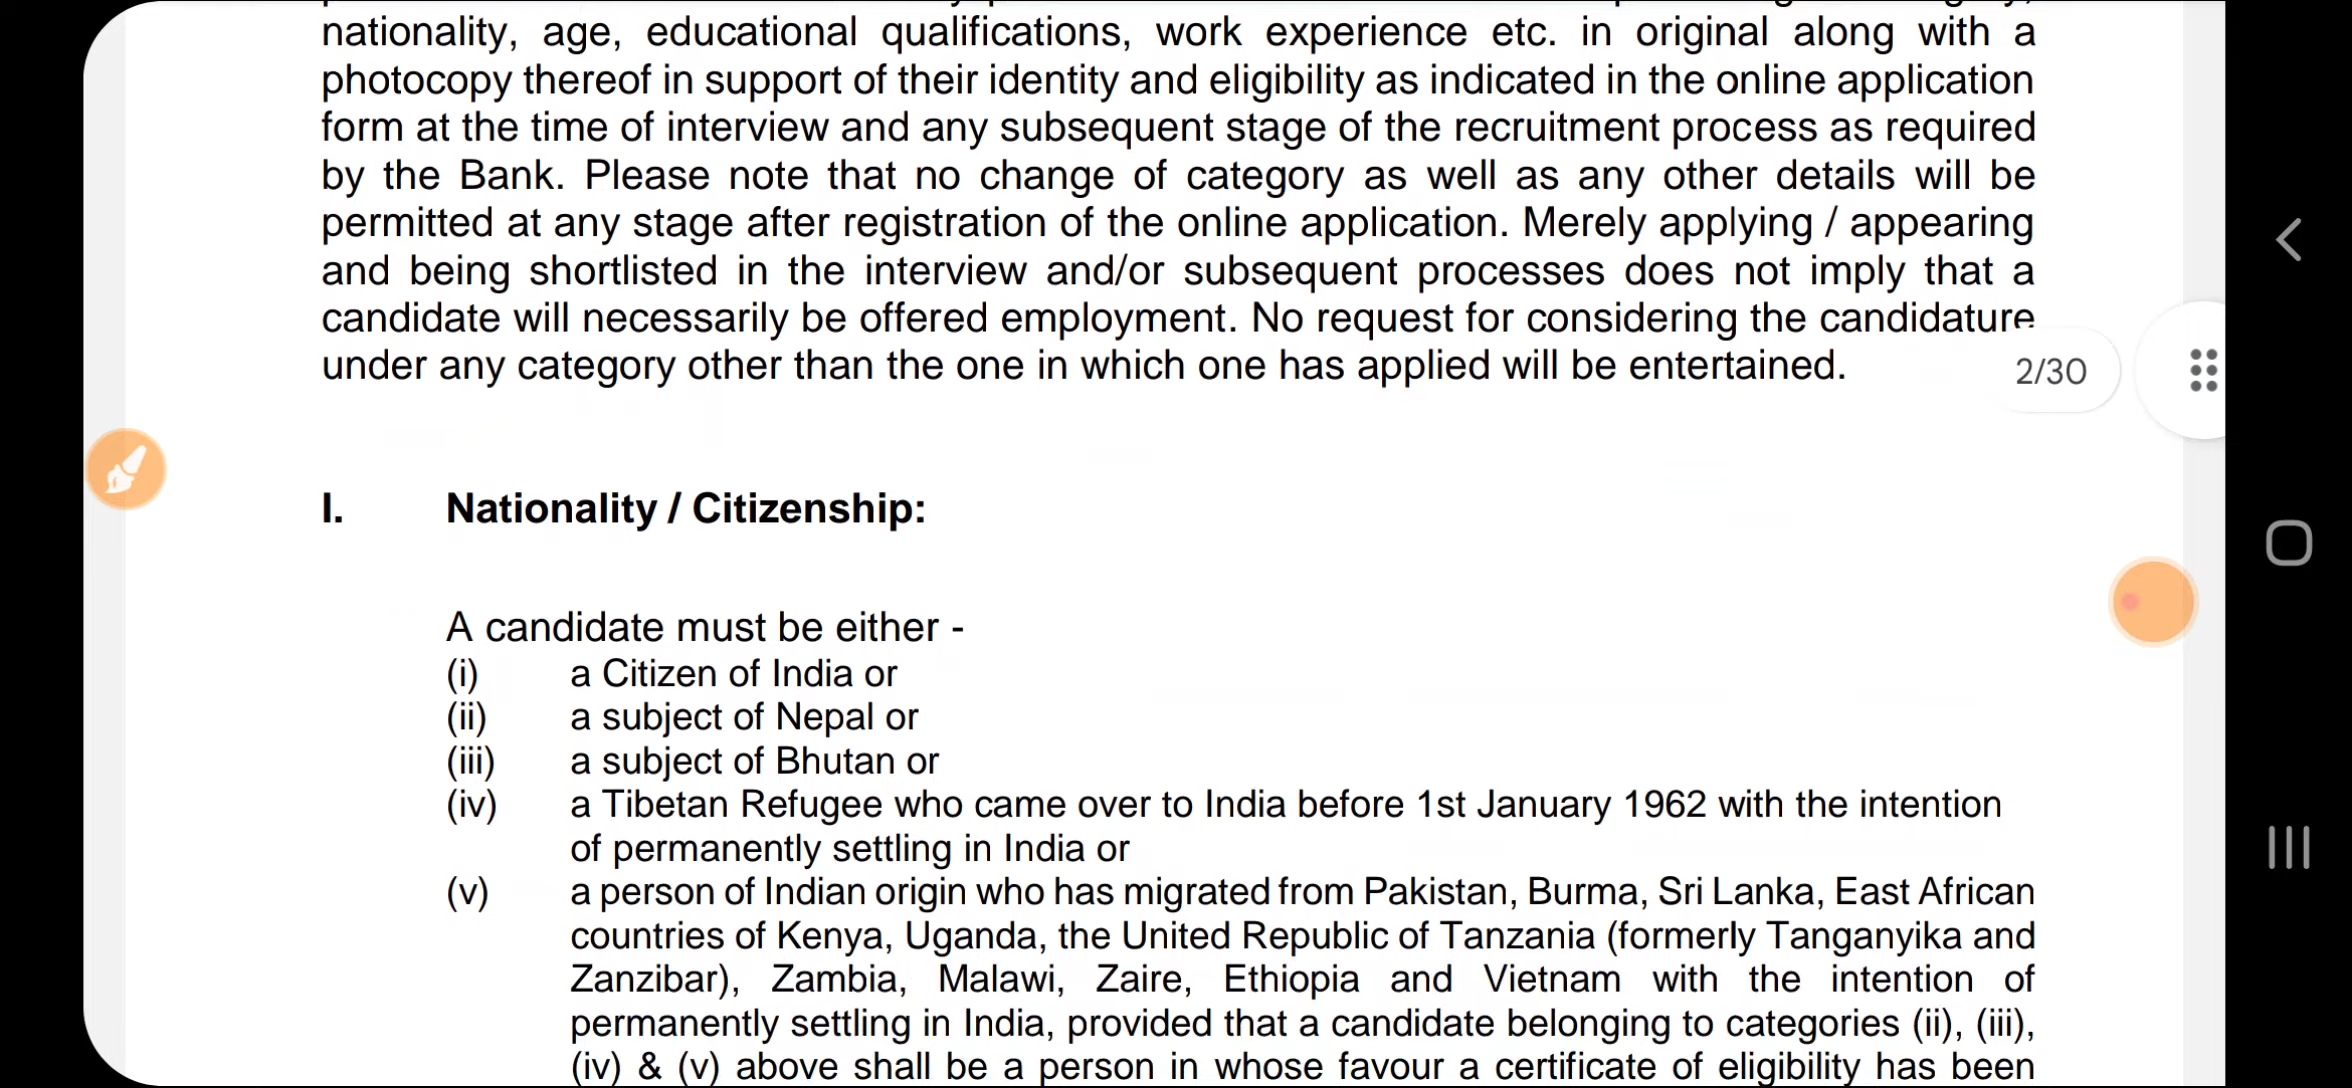 nationality, age, educational qualifications, work experience etc. in original along with a
photocopy thereof in support of their identity and eligibility as indicated in the online application
form at the time of interview and any subsequent stage of the recruitment process as required
by the Bank. Please note that no change of category as well as any other details will be
permitted at any stage after registration of the online application. Merely applying / appearing
and being shortlisted in the interview and/or subsequent processes does not imply that a
candidate will necessarily be offered employment. No request for considering the candidature
under any category other than the one in which one has applied will be entertained.
2/30
I. Nationality / Citizenship:
A candidate must be either -
(i) a Citizen of India or
(ii) a subject of Nepal or
(iii) a subject of Bhutan or
(iv) a Tibetan Refugee who came over to India before 1st January 1962 with the intention
of permanently settling in India or
(v) a person of Indian origin who has migrated from Pakistan, Burma, Sri Lanka, East African
countries of Kenya, Uganda, the United Republic of Tanzania (formerly Tanganyika and
Zanzibar), Zambia, Malawi, Zaire, Ethiopia and Vietnam with the intention of
permanently settling in India, provided that a candidate belonging to categories (ii), (iii),
(iv) & (v) above shall be a person in whose favour a certificate of eligibility has been